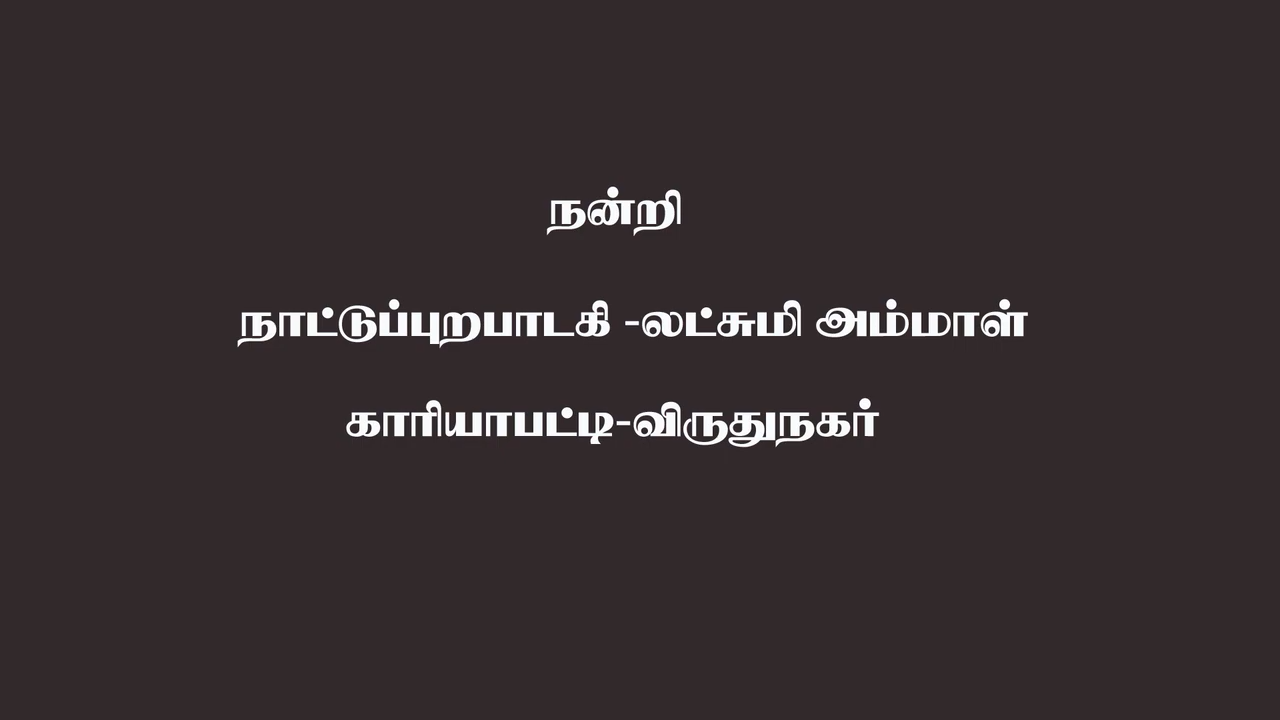 நன்றி
நாட்டுப்புறபாடகி -லட்சுமி அம்மாள்
காரியாபட்டி-விருதுநகர்